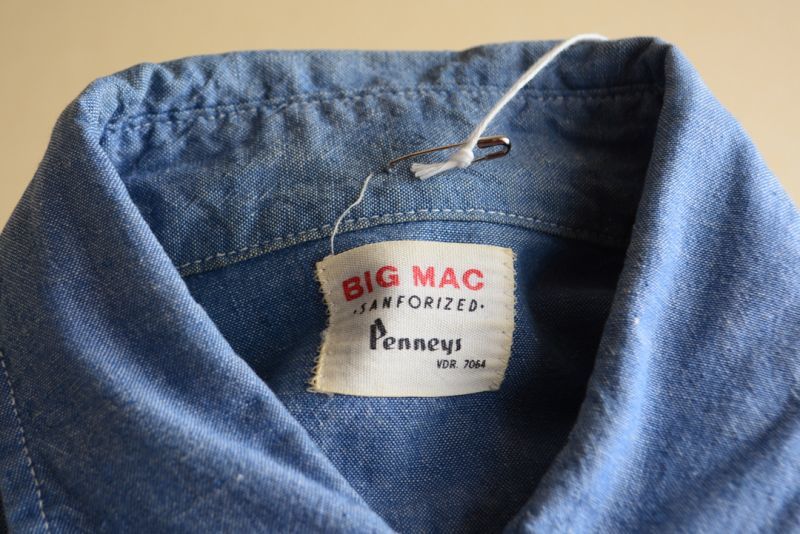 BIG MAC
·SANFORIZED·
Penneys
VDR. 7064